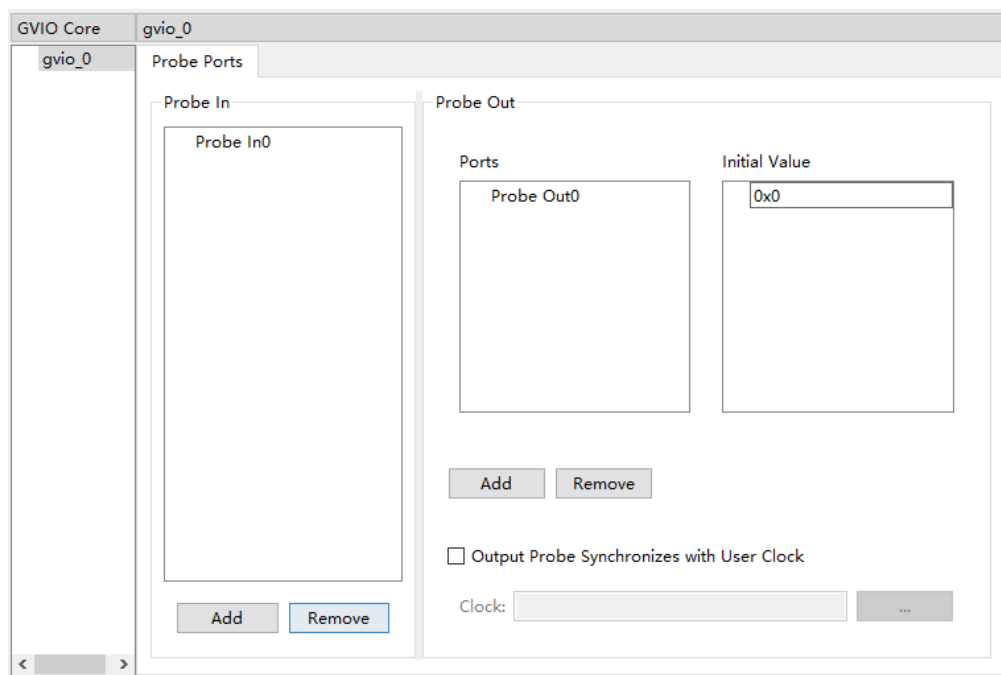 GVIO Core
gvio_0
gvio_0
Probe Ports
Probe In
Probe In0
Add
Remove
Probe Out
Ports
Initial Value
Probe Out0
0x0
Add
Remove
Output Probe Synchronizes with User Clock
Clock:
...